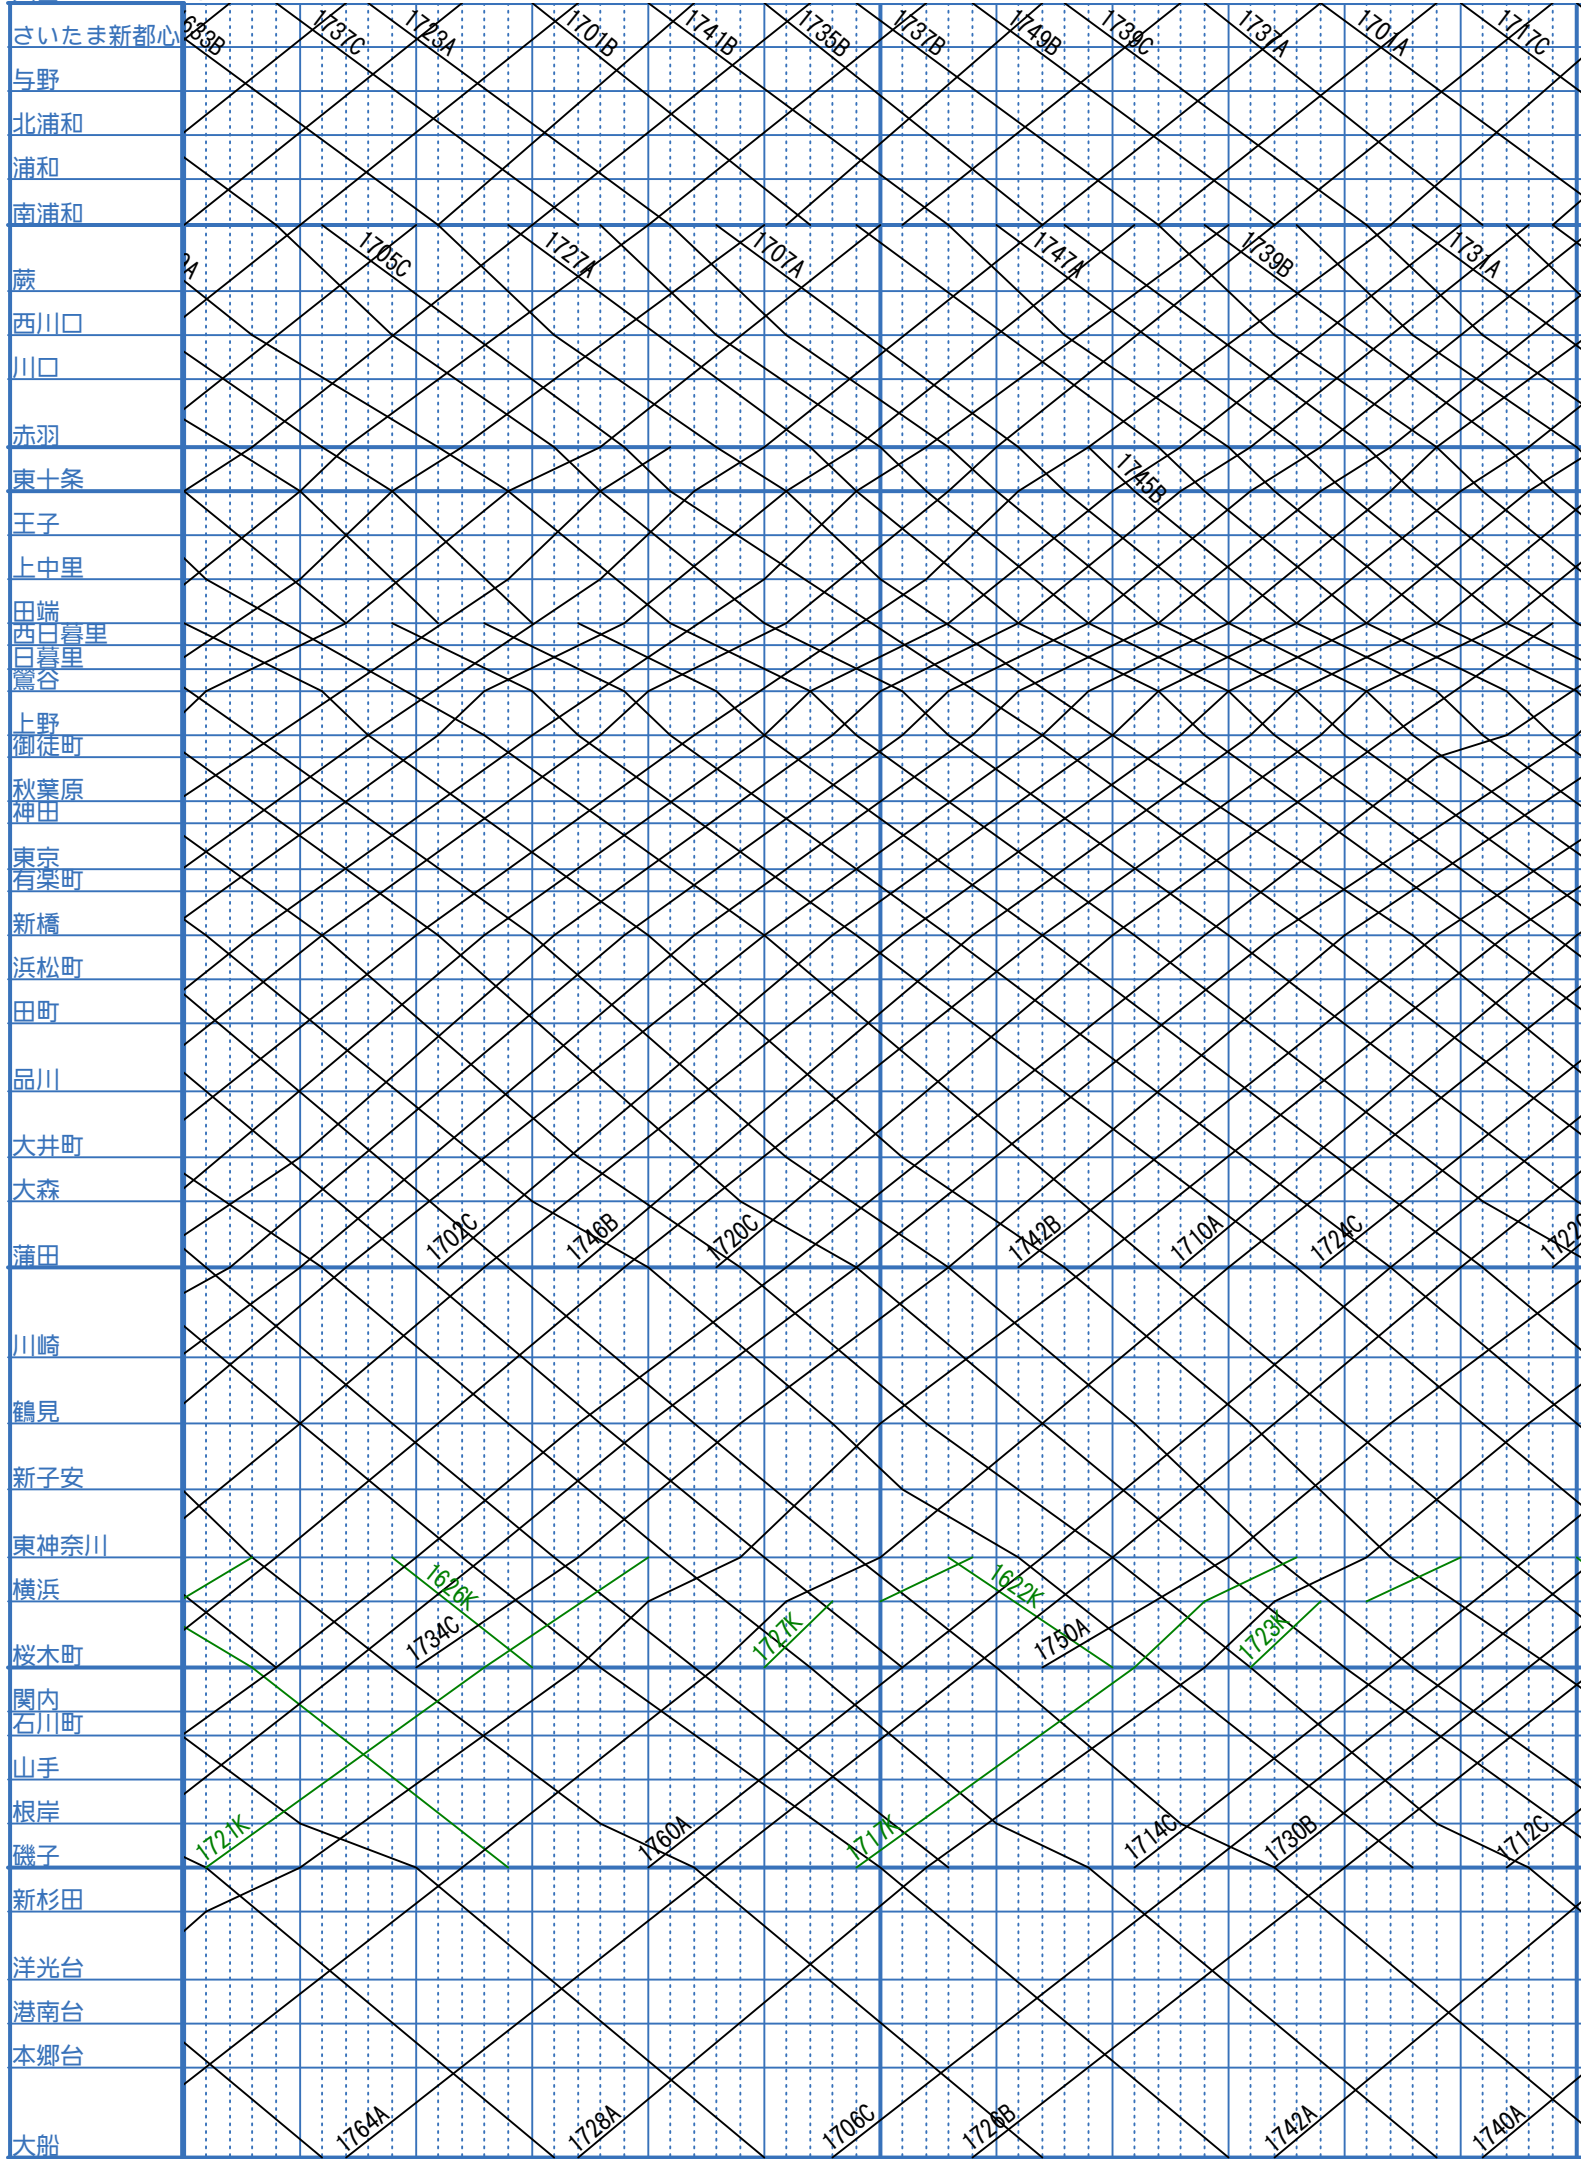 さいたま新都心
与野
北浦和
浦和
南浦和
蕨
西川口
川口
赤羽
東十条
王子
上中里
田端
西日暮里
日暮里
鶯谷
上野
御徒町
秋葉原
神田
東京
有楽町
新橋
浜松町
田町
品川
大井町
大森
蒲田
川崎
鶴見
新子安
東神奈川
横浜
桜木町
関内
石川町
山手
根岸
磯子
新杉田
洋光台
港南台
本郷台
大船
1737C
1723A
1701B
1741B
1735B
1737B
1749B
1739C
1737A
1701A
1717C
1705C
1727A
1707A
1747A
1739B
1731A
1745B
1702C
1746B
1720C
1742B
1710A
1724C
1626K
1734C
1727K
1622K
1750A
1723K
1721K
1760A
1717K
1714C
1730B
1712C
1764A
1728A
1706C
1726B
1742A
1740A